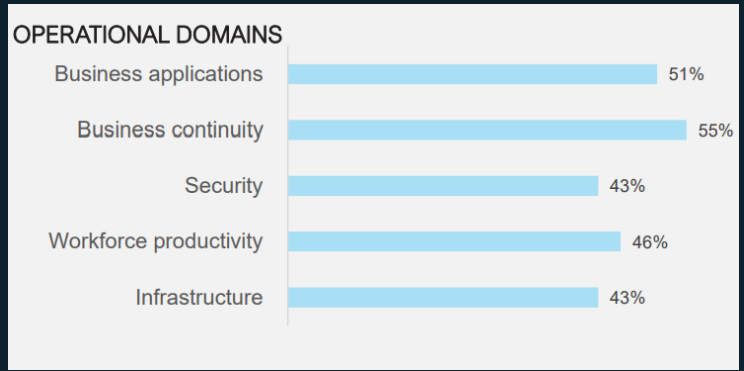 OPERATIONAL DOMAINS
Business applications 51%
Business continuity 55%
Security 43%
Workforce productivity 46%
Infrastructure 43%